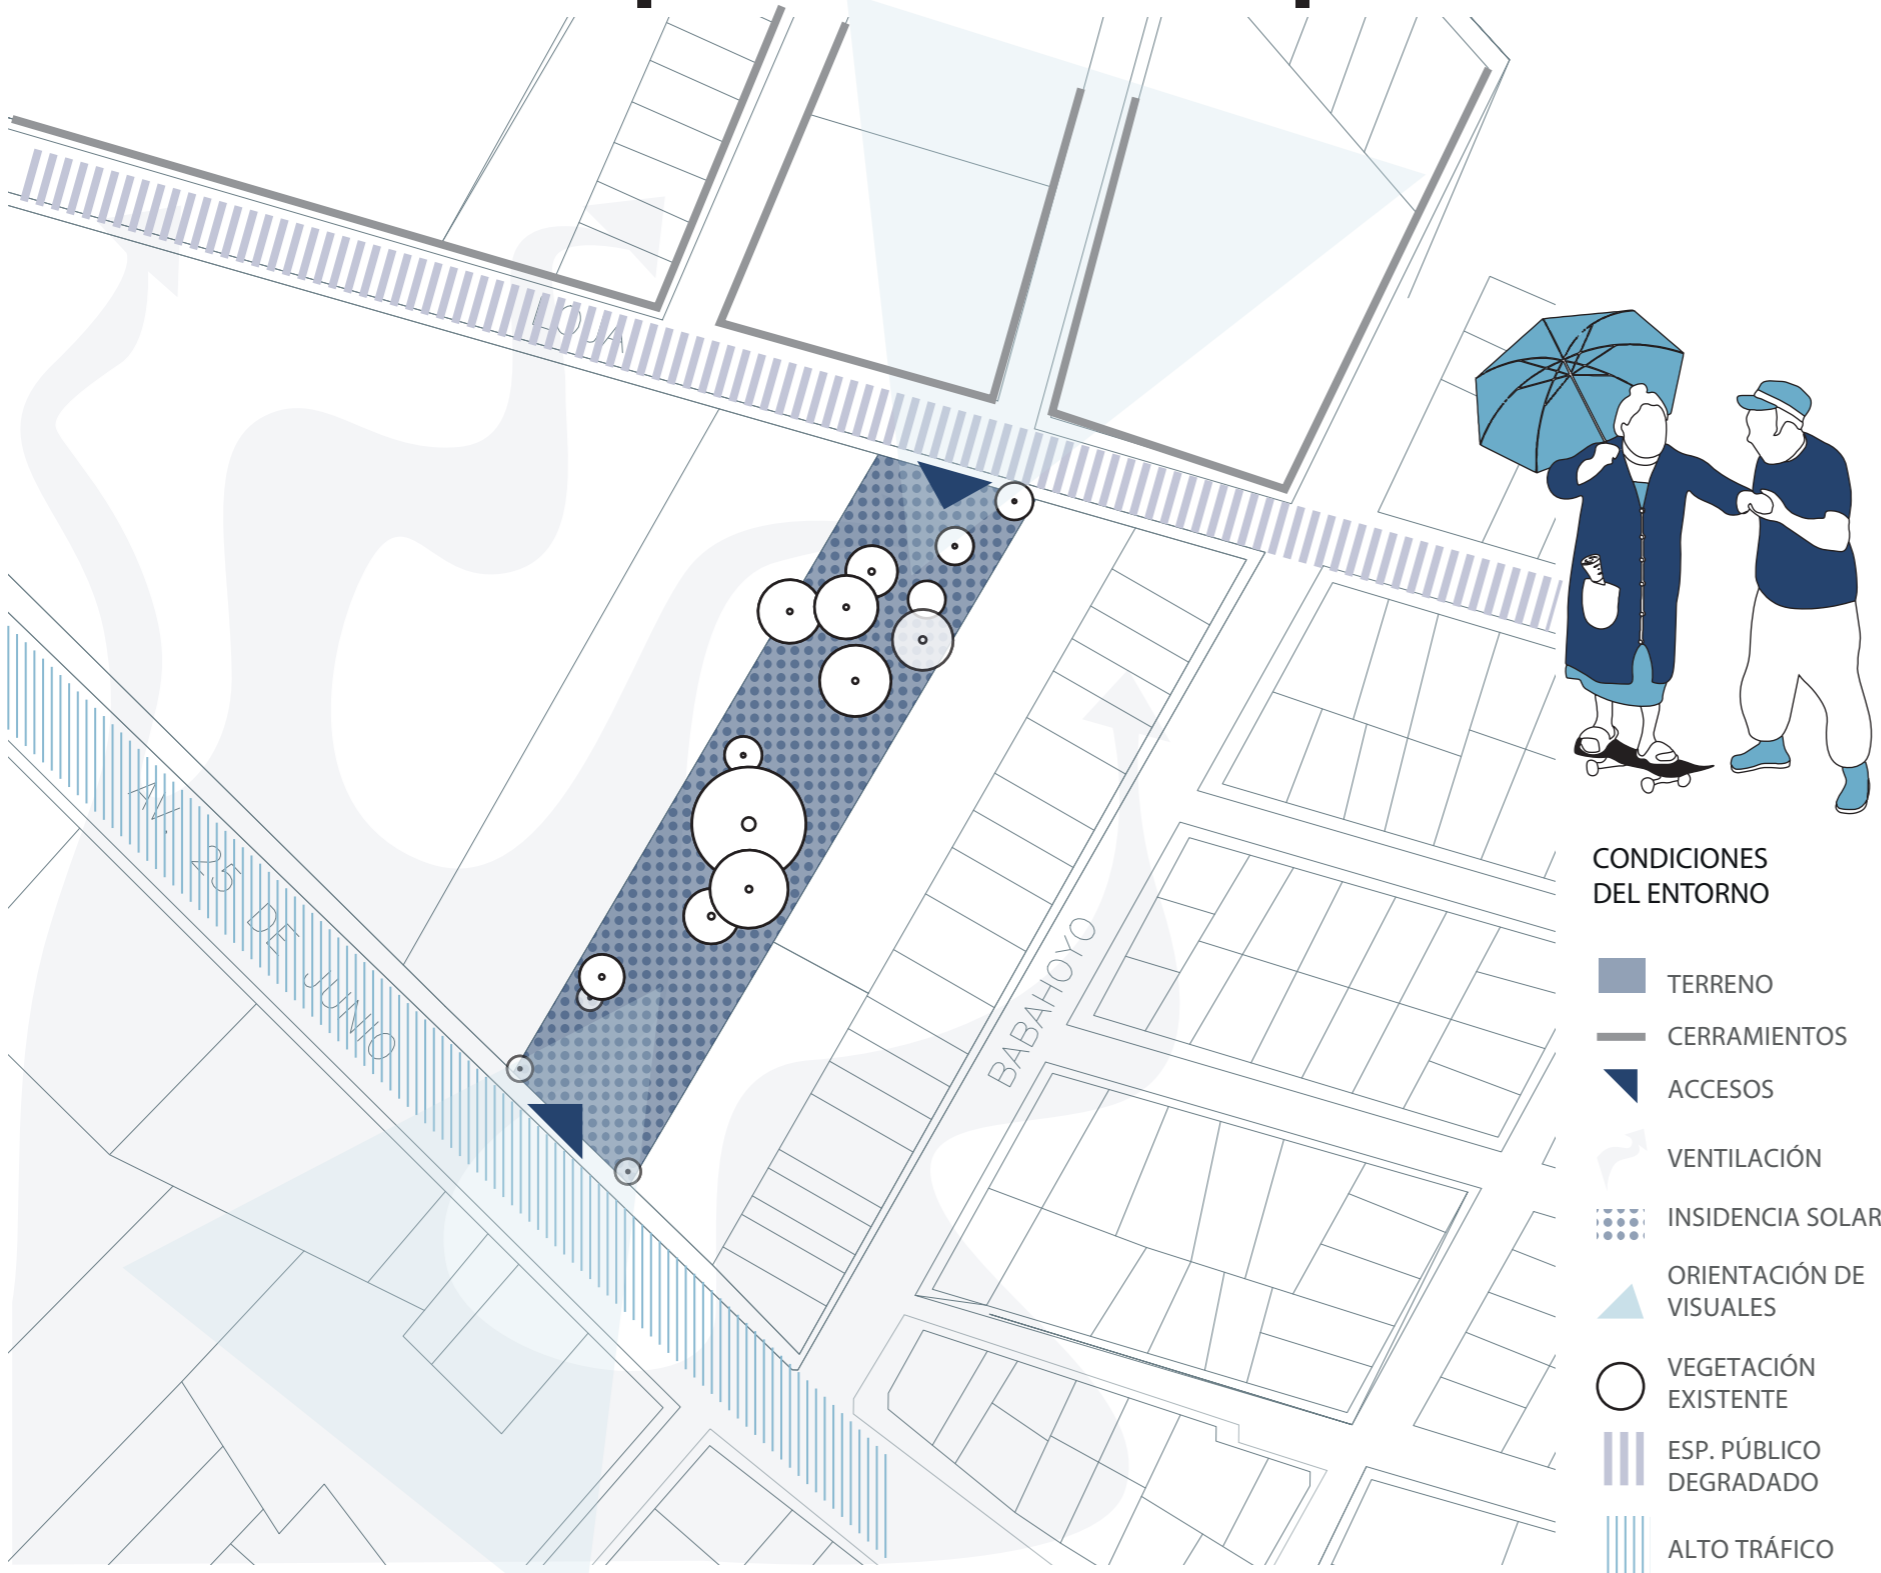 LOJA
AV. 25 DE JUNIO
BABAHOYO
CONDICIONES
DEL ENTORNO
TERRENO
CERRAMIENTOS
ACCESOS
VENTILACIÓN
INSIDENCIA SOLAR
ORIENTACIÓN DE
VISUALES
VEGETACIÓN
EXISTENTE
ESP. PÚBLICO
DEGRADADO
ALTO TRÁFICO